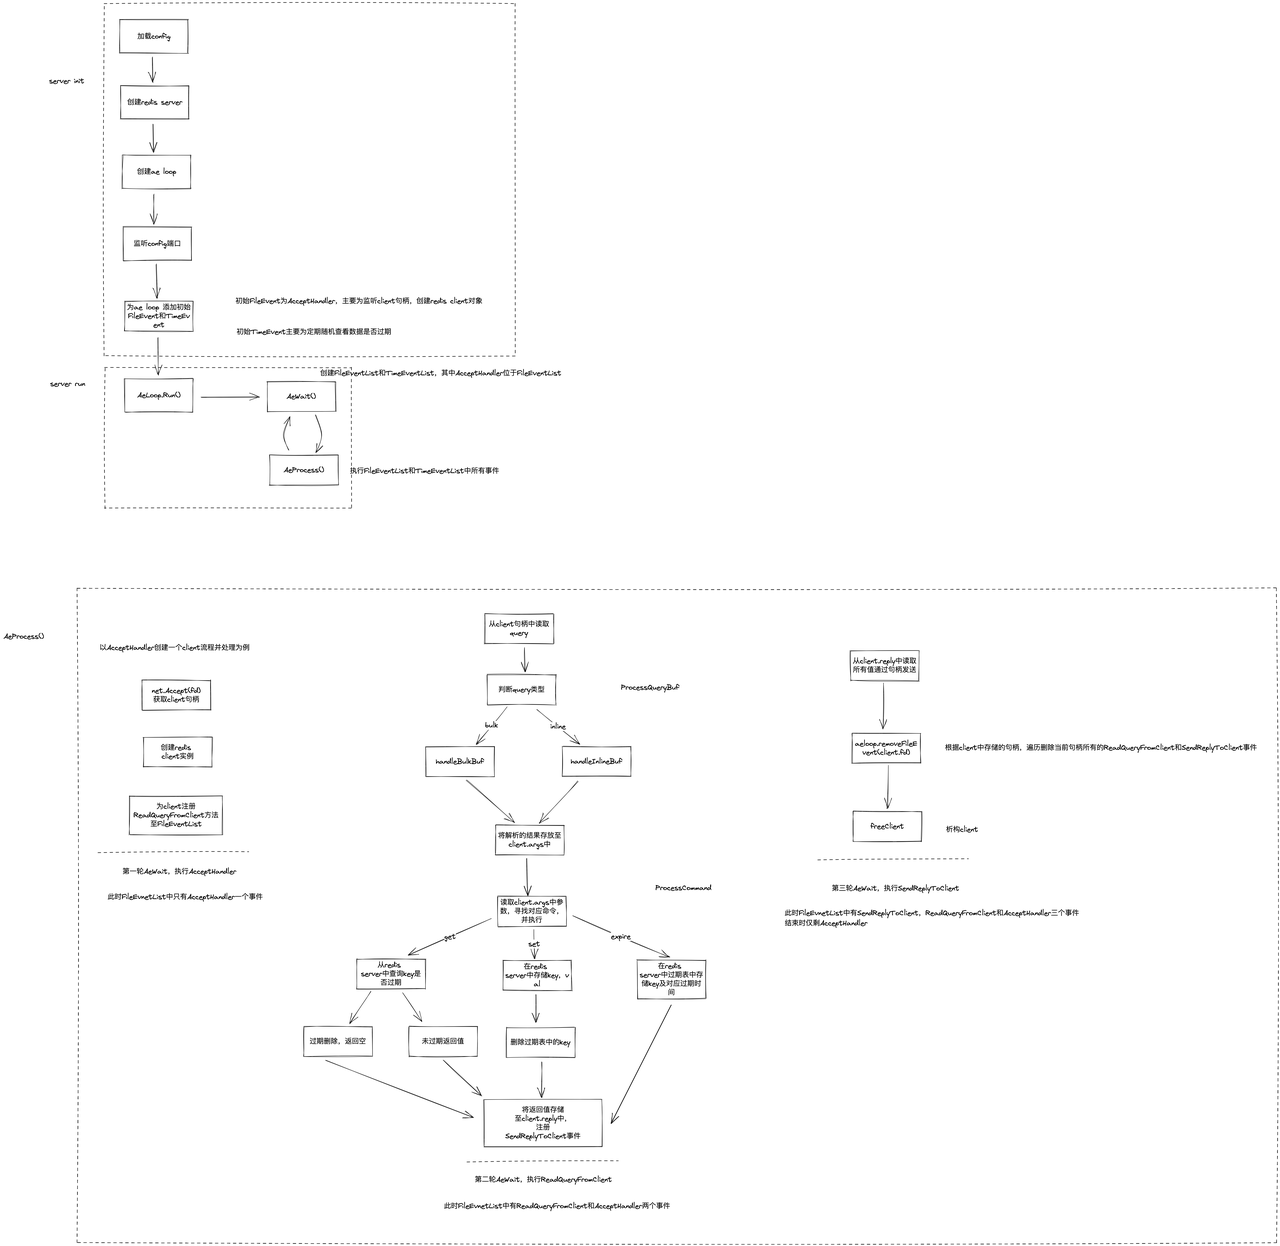 加载config
server init
创建redis server
创建ae loop
监听config端口
初始FileEvent为AcceptHandler，主要为监听client句柄，创建redis client对象
为ae loop 添加初始
FileEvent和TimeEv
ent
初始TimeEvent主要为定期随机查看数据是否过期
创建FileEventList和TimeEventList，其中AcceptHandler位于FileEventList
server run
AeLoop.Run()
AeWait()
AeProcess()
执行FileEventList和TimeEventList中所有事件
AeProcess()
以AcceptHandler创建一个client流程并处理为例
net.Accept(fd)
获取client句柄
创建redis
client实例
为client注册
ReadQueryFromClient方法
至FileEventList
第一轮AeWait，执行AcceptHandler
此时FileEvnetList中只有AcceptHandler一个事件
从client句柄中读取
query
判断query类型
ProcessQueryBuf
bulk
inline
handleBulkBuf
handleInlineBuf
将解析的结果存放至
client.args中
ProcessCommand
读取client.args中参
数，寻找对应命令，
并执行
get
set
expire
从redis
server中查询key是
否过期
在redis
server中存储key，v
al
在redis
server中过期表中存
储key及对应过期时
间
过期删除，返回空
未过期返回值
删除过期表中的key
将返回值存储
至client.reply中，
注册
SendReplyToClient事件
第二轮AeWait，执行ReadQueryFromClient
此时FileEvnetList中有ReadQueryFromClient和AcceptHandler两个事件
从client.reply中读取
所有值通过句柄发送
aeloop.removeFileE
vent(client.fd)
根据client中存储的句柄，遍历删除当前句柄所有的ReadQueryFromClient和SendReplyToClient事件
freeClient
析构client
第三轮AeWait，执行SendReplyToClient
此时FileEvnetList中有SendReplyToClient，ReadQueryFromClient和AcceptHandler三个事件
结束时仅剩AcceptHandler